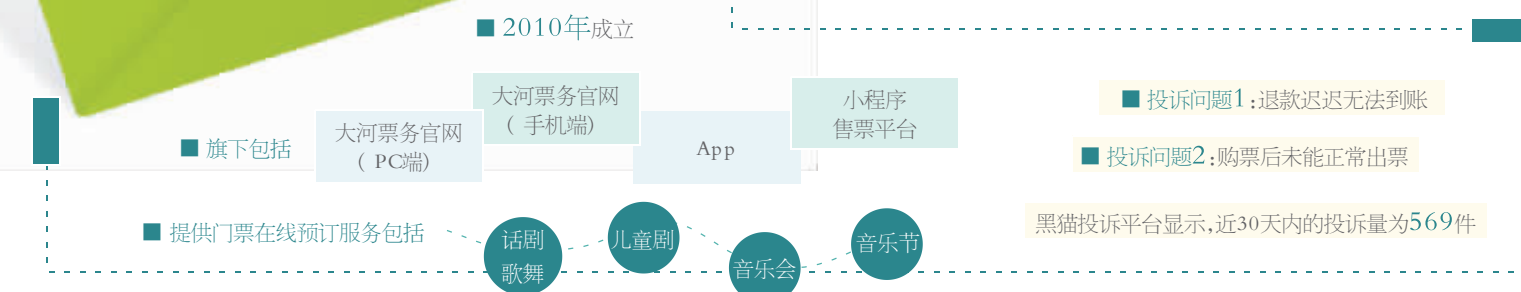 ■ 2010年成立
■ 旗下包括
大河票务官网
( PC端)
大河票务官网
( 手机端)
App
小程序
售票平台
■ 提供门票在线预订服务包括
话剧
歌舞
儿童剧
音乐会
音乐节
■ 投诉问题1:退款迟迟无法到账
■ 投诉问题2:购票后未能正常出票
黑猫投诉平台显示,近30天内的投诉量为569件